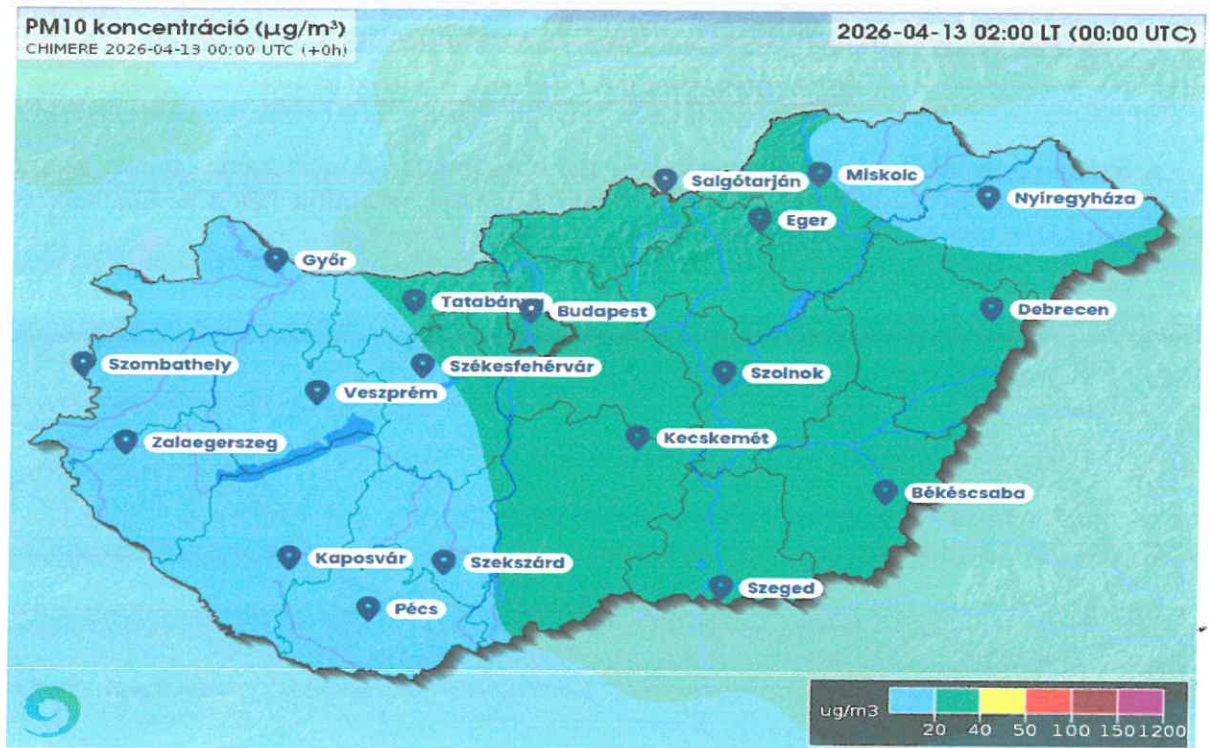 PM10 koncentráció (µg/m³)
CHIMERE 2026-04-13 00:00 UTC (+0h)
2026-04-13 02:00 LT (00:00 UTC)
Salgótarján
Miskolc
Nyíregyháza
Eger
Győr
Tatabánya
Budapest
Debrecen
Szombathely
Székesfehérvár
Szolnok
Veszprém
Zalaegerszeg
Kecskemét
Békéscsaba
Kaposvár
Szekszárd
Szeged
Pécs
ug/m3
20 40 50 100 150 1200